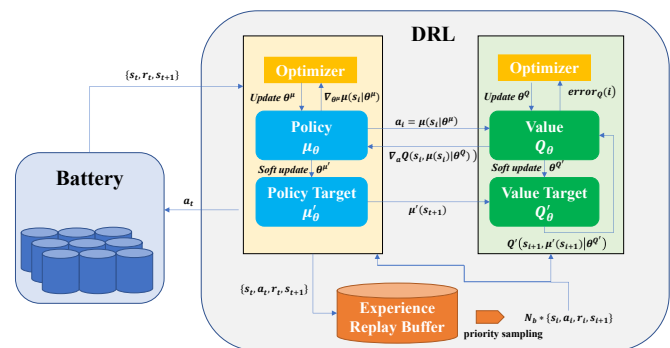 DRL
{s_t, r_t, s_{t+1}}
Optimizer
Optimizer
Update θ^μ
∇_{θ^μ}μ(s_i|θ^μ)
Update θ^Q
error_Q(i)
a_i = μ(s_i|θ^μ)
Policy
μ_θ
Value
Q_θ
∇_aQ(s_i, μ(s_i)|θ^Q))
Soft update θ^{μ'}
Soft update θ^{Q'}
Battery
a_t
Policy Target
μ'_θ
μ'(s_{t+1})
Value Target
Q'_θ
Q'(s_{i+1}, μ'(s_{i+1})|θ^{Q'})
{s_t, a_t, r_t, s_{t+1}}
Experience
Replay Buffer
priority sampling
N_b * {s_i, a_i, r_i, s_{i+1}}